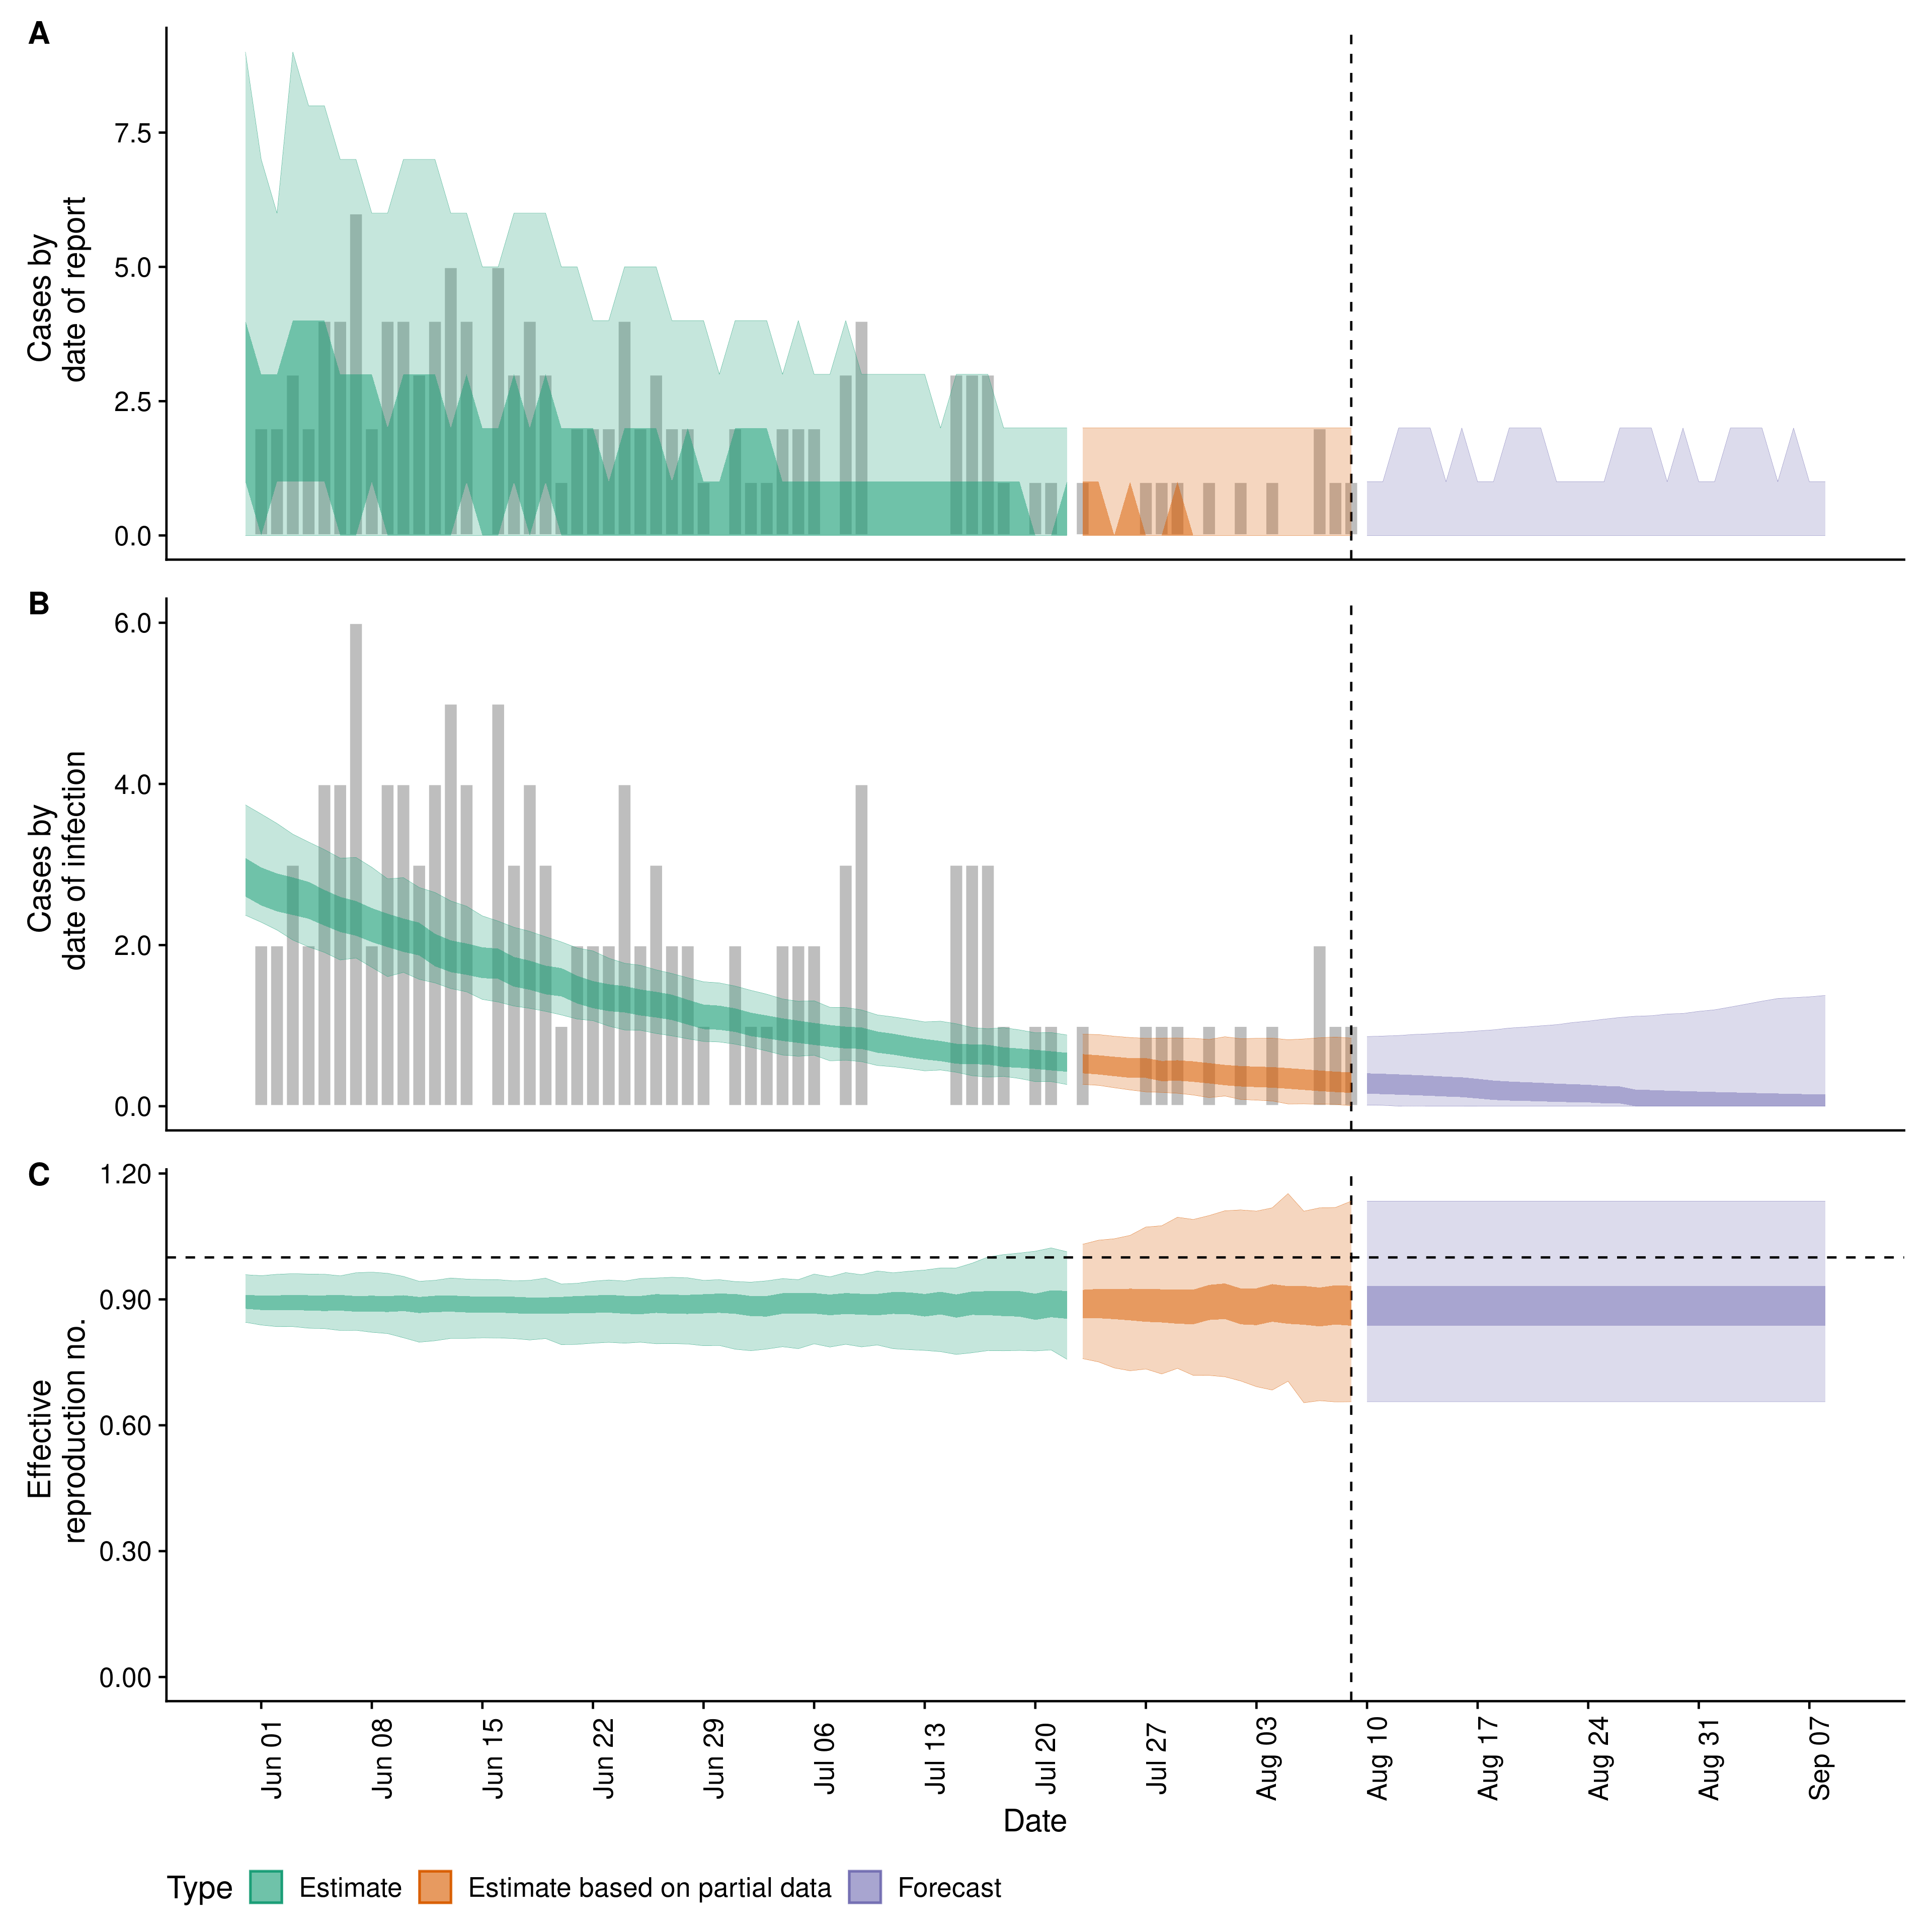 A
Cases by
date of report
7.5
5.0
2.5
0.0
B
Cases by
date of infection
6.0
4.0
2.0
0.0
C
Effective
reproduction no.
1.20
0.90
0.60
0.30
0.00
Jun 01
Jun 08
Jun 15
Jun 22
Jun 29
Jul 06
Jul 13
Jul 20
Jul 27
Aug 03
Aug 10
Aug 17
Aug 24
Aug 31
Sep 07
Date
Type Estimate Estimate based on partial data Forecast